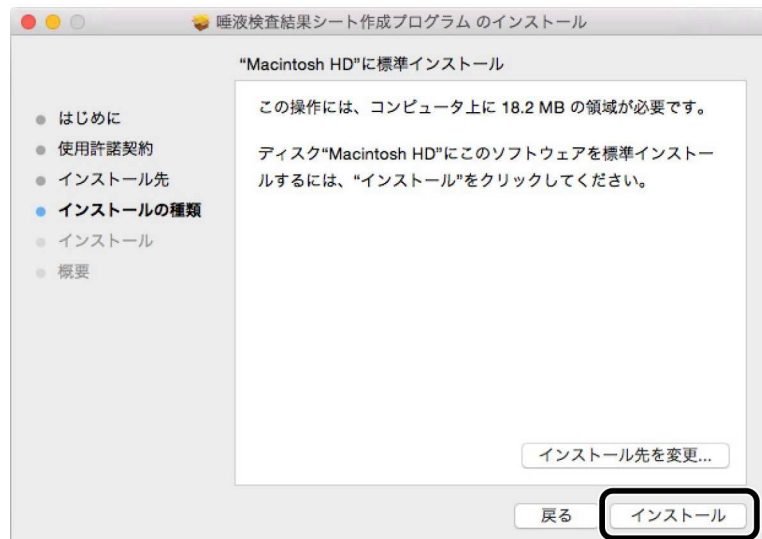 唾液検査結果シート作成プログラム のインストール
“Macintosh HD”に標準インストール
はじめに
使用許諾契約
インストール先
インストールの種類
インストール
概要
この操作には、コンピュータ上に 18.2 MB の領域が必要です。
ディスク“Macintosh HD”にこのソフトウェアを標準インストー
ルするには、“インストール”をクリックしてください。
インストール先を変更...
戻る
インストール